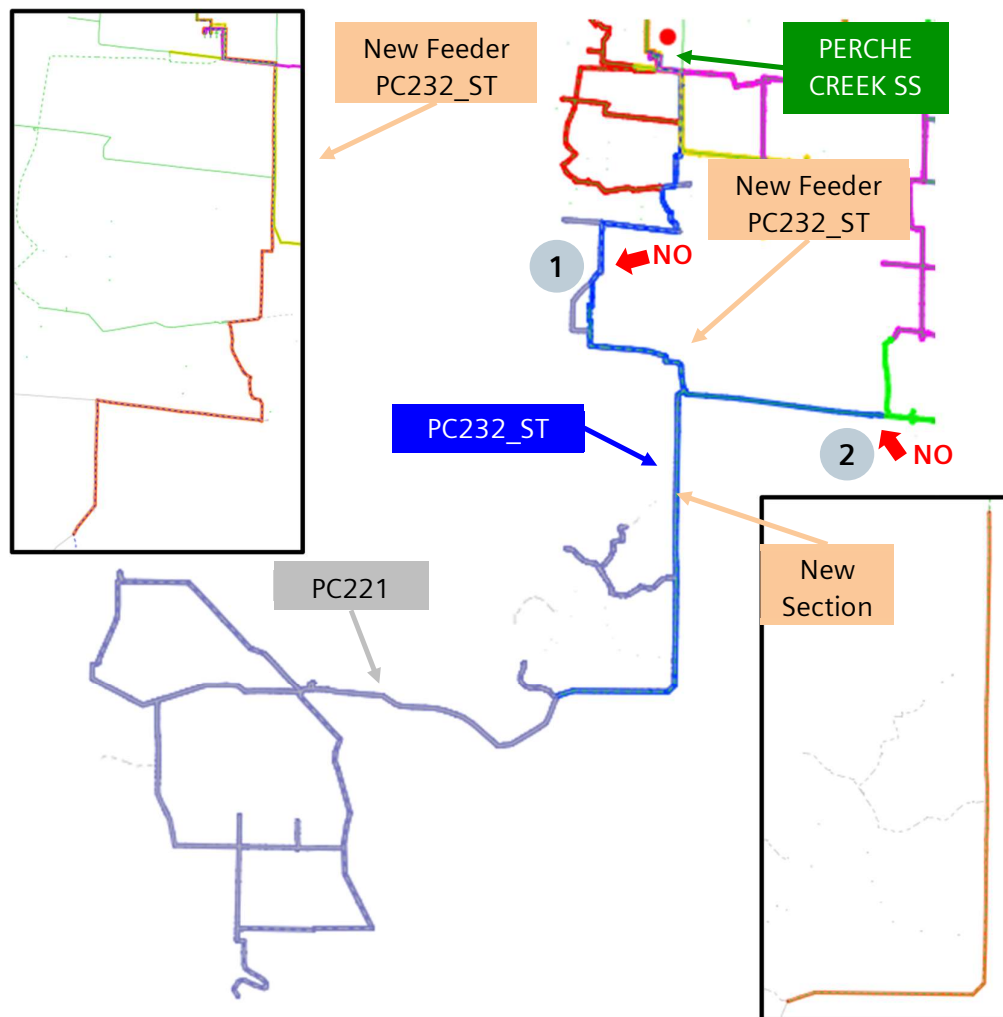 New Feeder
PC232_ST
PERCHE
CREEK SS
New Feeder
PC232_ST
1
NO
PC232_ST
2
NO
PC221
New
Section